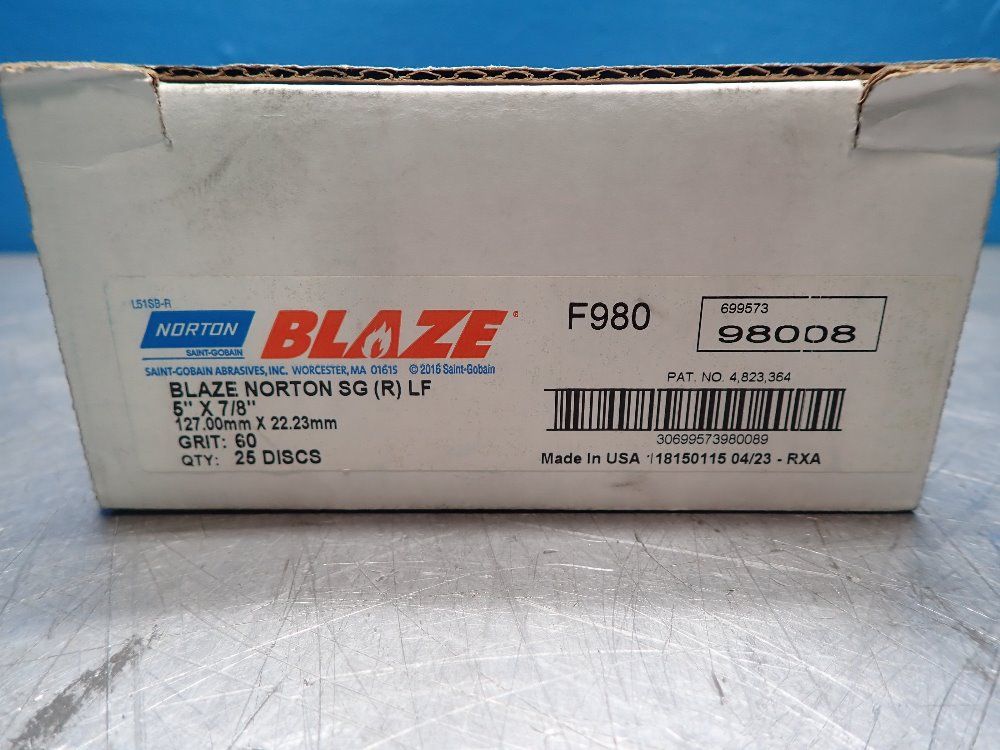 L51SB-R
NORTON
SAINT-GOBAIN
BLAZE®
SAINT-GOBAIN ABRASIVES, INC. WORCESTER, MA 01615 © 2016 Saint-Gobain
BLAZE NORTON SG (R) LF
5" X 7/8"
127.00mm X 22.23mm
GRIT: 60
QTY: 25 DISCS
F980
699573
98008
PAT. NO. 4,823,364
30699573980089
Made In USA 118150115 04/23 - RXA